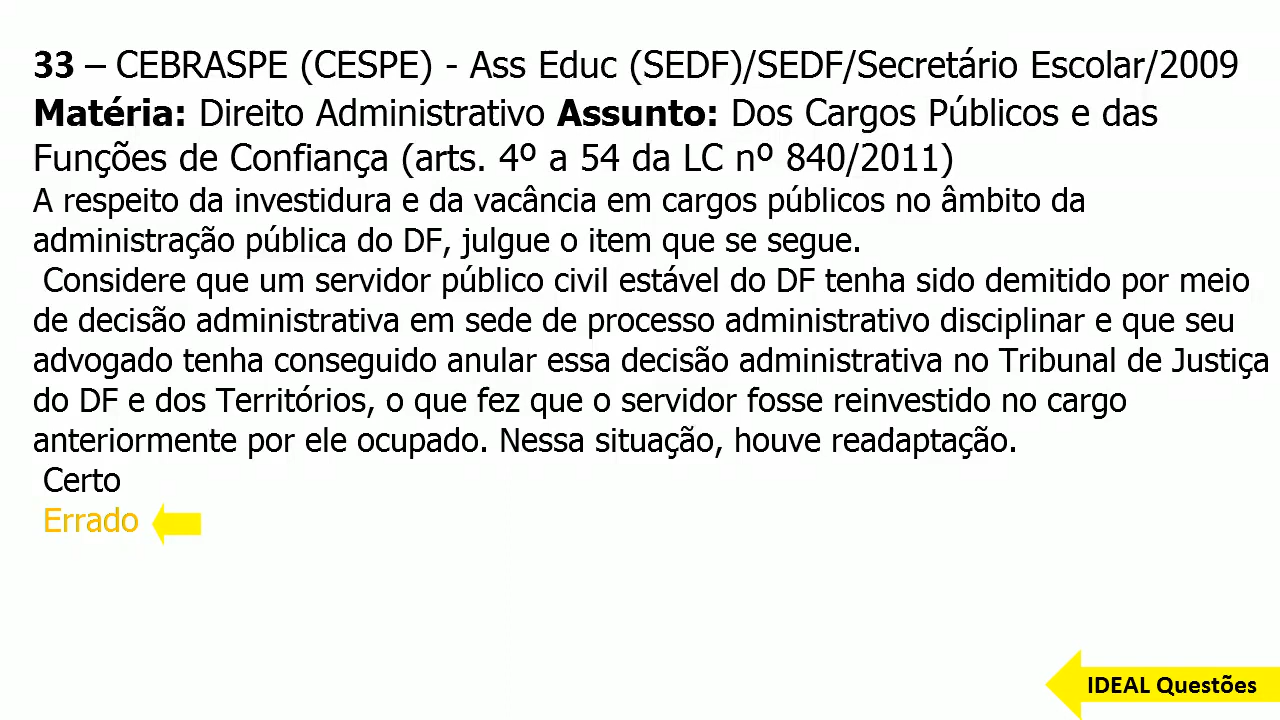 33 – CEBRASPE (CESPE) - Ass Educ (SEDF)/SEDF/Secretário Escolar/2009
Matéria: Direito Administrativo Assunto: Dos Cargos Públicos e das
Funções de Confiança (arts. 4º a 54 da LC nº 840/2011)
A respeito da investidura e da vacância em cargos públicos no âmbito da
administração pública do DF, julgue o item que se segue.
Considere que um servidor público civil estável do DF tenha sido demitido por meio
de decisão administrativa em sede de processo administrativo disciplinar e que seu
advogado tenha conseguido anular essa decisão administrativa no Tribunal de Justiça
do DF e dos Territórios, o que fez que o servidor fosse reinvestido no cargo
anteriormente por ele ocupado. Nessa situação, houve readaptação.
Certo
Errado
IDEAL Questões